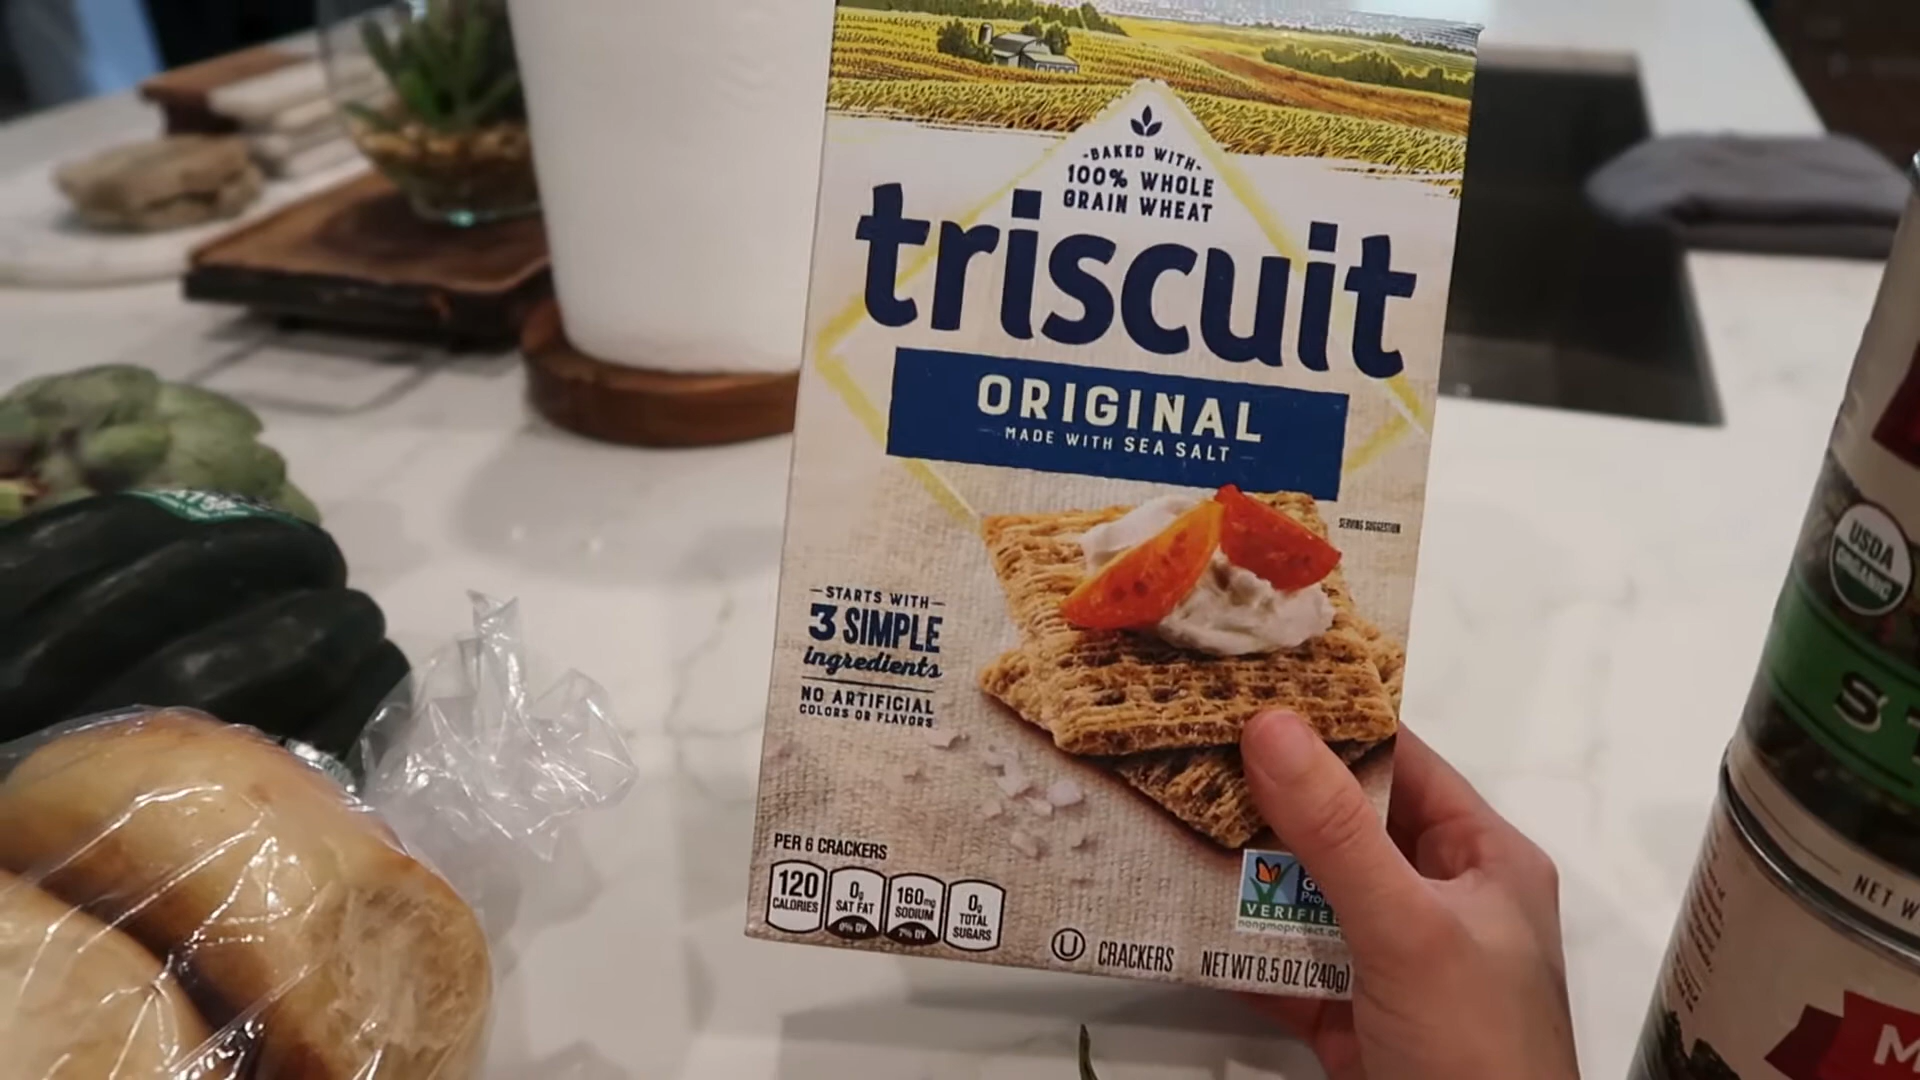 -BAKED WITH-
100% WHOLE
GRAIN WHEAT
triscuit
ORIGINAL
MADE WITH SEA SALT
SERVING SUGGESTION
-STARTS WITH-
3 SIMPLE
ingredients
NO ARTIFICIAL
COLORS OR FLAVORS
PER 6 CRACKERS
120
CALORIES
0g
SAT FAT
0% DV
160mg
SODIUM
7% DV
0g
TOTAL
SUGARS
U
CRACKERS
NET WT 8.5 OZ (240g)
VERIFIED
nongmoproject.org
USDA
ORGANIC
NET W